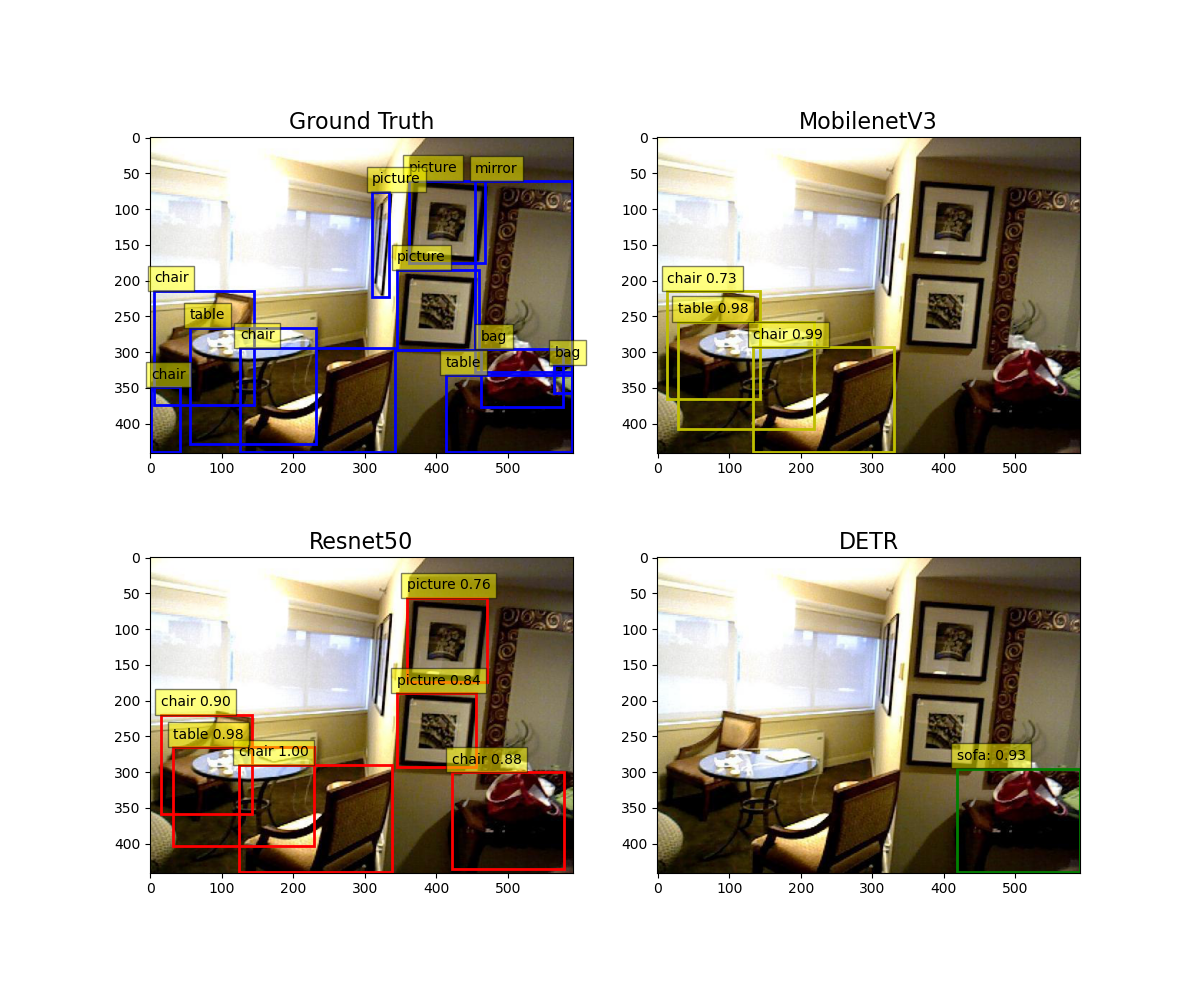 Ground Truth
MobilenetV3
0
50
100
150
200
250
300
350
400
0
100
200
300
400
500
picture
mirror
picture
picture
chair
table
chair
bag
bag
table
chair
0
50
100
150
200
250
300
350
400
0
100
200
300
400
500
chair 0.73
table 0.98
chair 0.99
Resnet50
DETR
0
50
100
150
200
250
300
350
400
0
100
200
300
400
500
picture 0.76
picture 0.84
chair 0.90
table 0.98
chair 1.00
chair 0.88
0
50
100
150
200
250
300
350
400
0
100
200
300
400
500
sofa: 0.93